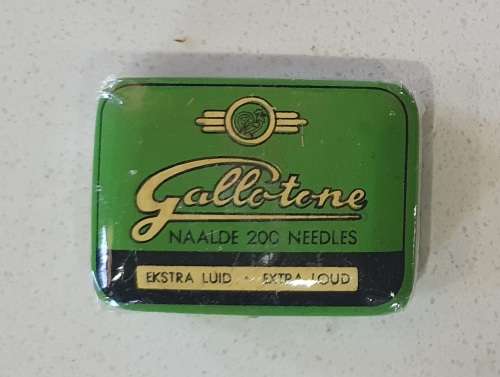 Gallotone
NAALDE 200 NEEDLES
EKSTRA LUID - EXTRA LOUD